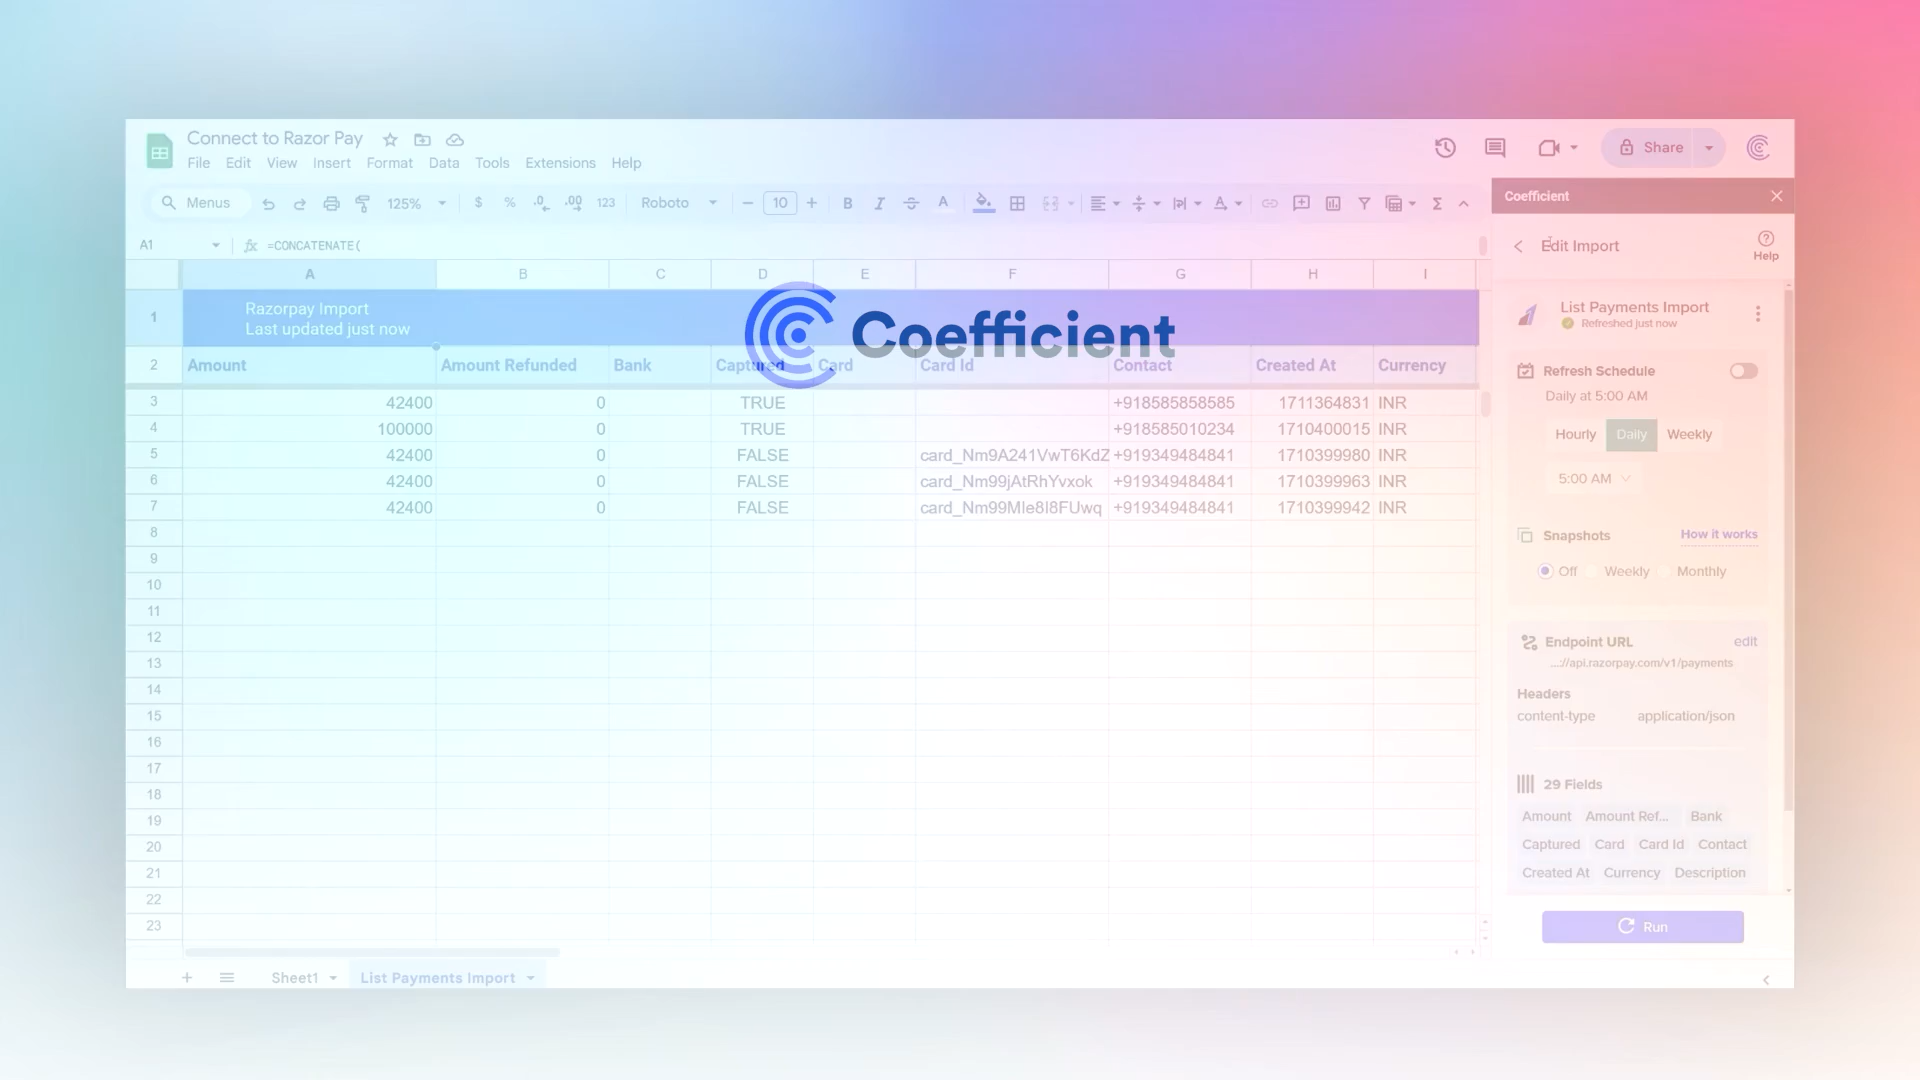 Connect to Razor Pay
File Edit View Insert Format Data Tools Extensions Help
Share
Menus 125% $ % .0 .00 123 Roboto 10 B I A
A1 fx =CONCATENATE(
Coefficient
Edit Import
Help
A B C D E F G H I
1 Razorpay Import
Last updated just now
Coefficient
2 Amount Amount Refunded Bank Captured Card Card Id Contact Created At Currency
3 42400 0 TRUE +918585858585 1711364831 INR
4 100000 0 TRUE +918585010234 1710400015 INR
5 42400 0 FALSE card_Nm9A241VwT6KdZ +919349484841 1710399980 INR
6 42400 0 FALSE card_Nm99jAtRhYvxok +919349484841 1710399963 INR
7 42400 0 FALSE card_Nm99Mle8I8FUwq +919349484841 1710399942 INR
8
9
10
11
12
13
14
15
16
17
18
19
20
21
22
23
List Payments Import
Refreshed just now
Refresh Schedule
Daily at 5:00 AM
Hourly Daily Weekly
5:00 AM
Snapshots How it works
Off Weekly Monthly
Endpoint URL edit
...://api.razorpay.com/v1/payments
Headers
content-type application/json
29 Fields
Amount Amount Ref... Bank
Captured Card Card Id Contact
Created At Currency Description
Run
Sheet1 List Payments Import